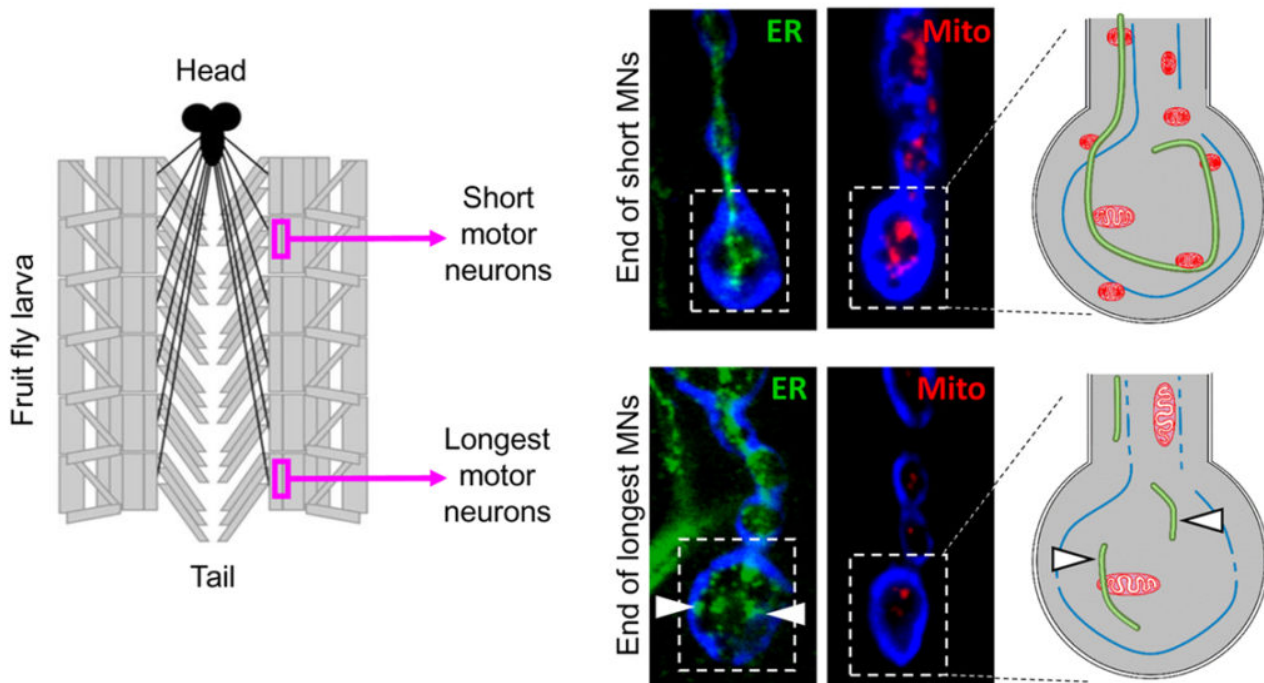 Head
Fruit fly larva
Tail
Short
motor
neurons
Longest
motor
neurons
End of short MNs
ER
Mito
End of longest MNs
ER
Mito